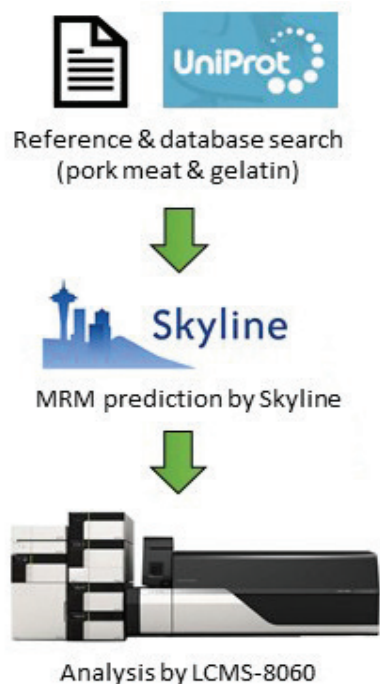 UniProt
Reference & database search
(pork meat & gelatin)
Skyline
MRM prediction by Skyline
Analysis by LCMS-8060